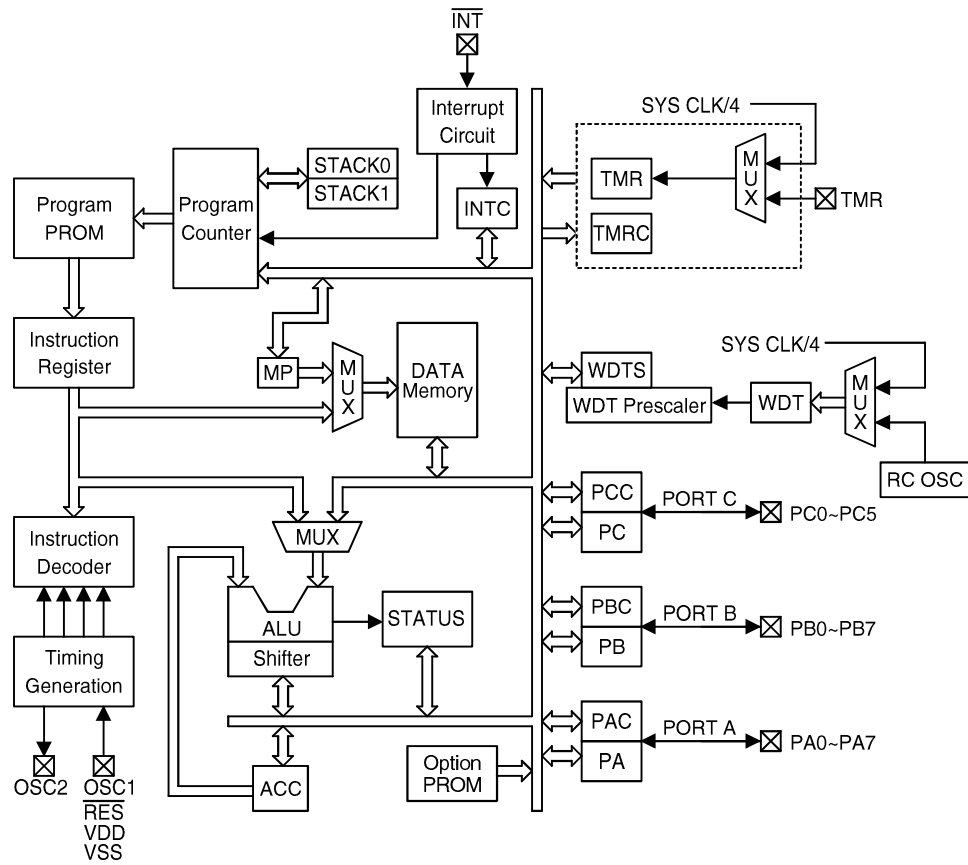 INT
Interrupt
Circuit
SYS CLK/4
STACK0
STACK1
TMR
MUX
TMR
Program
PROM
Program
Counter
INTC
TMRC
Instruction
Register
MP
MUX
DATA
Memory
SYS CLK/4
WDTS
WDT Prescaler
WDT
MUX
RC OSC
PCC
PC
PORT C
PC0~PC5
Instruction
Decoder
MUX
ALU
Shifter
STATUS
PBC
PB
PORT B
PB0~PB7
Timing
Generation
PAC
PA
PORT A
PA0~PA7
Option
PROM
ACC
OSC2
OSC1
RES
VDD
VSS